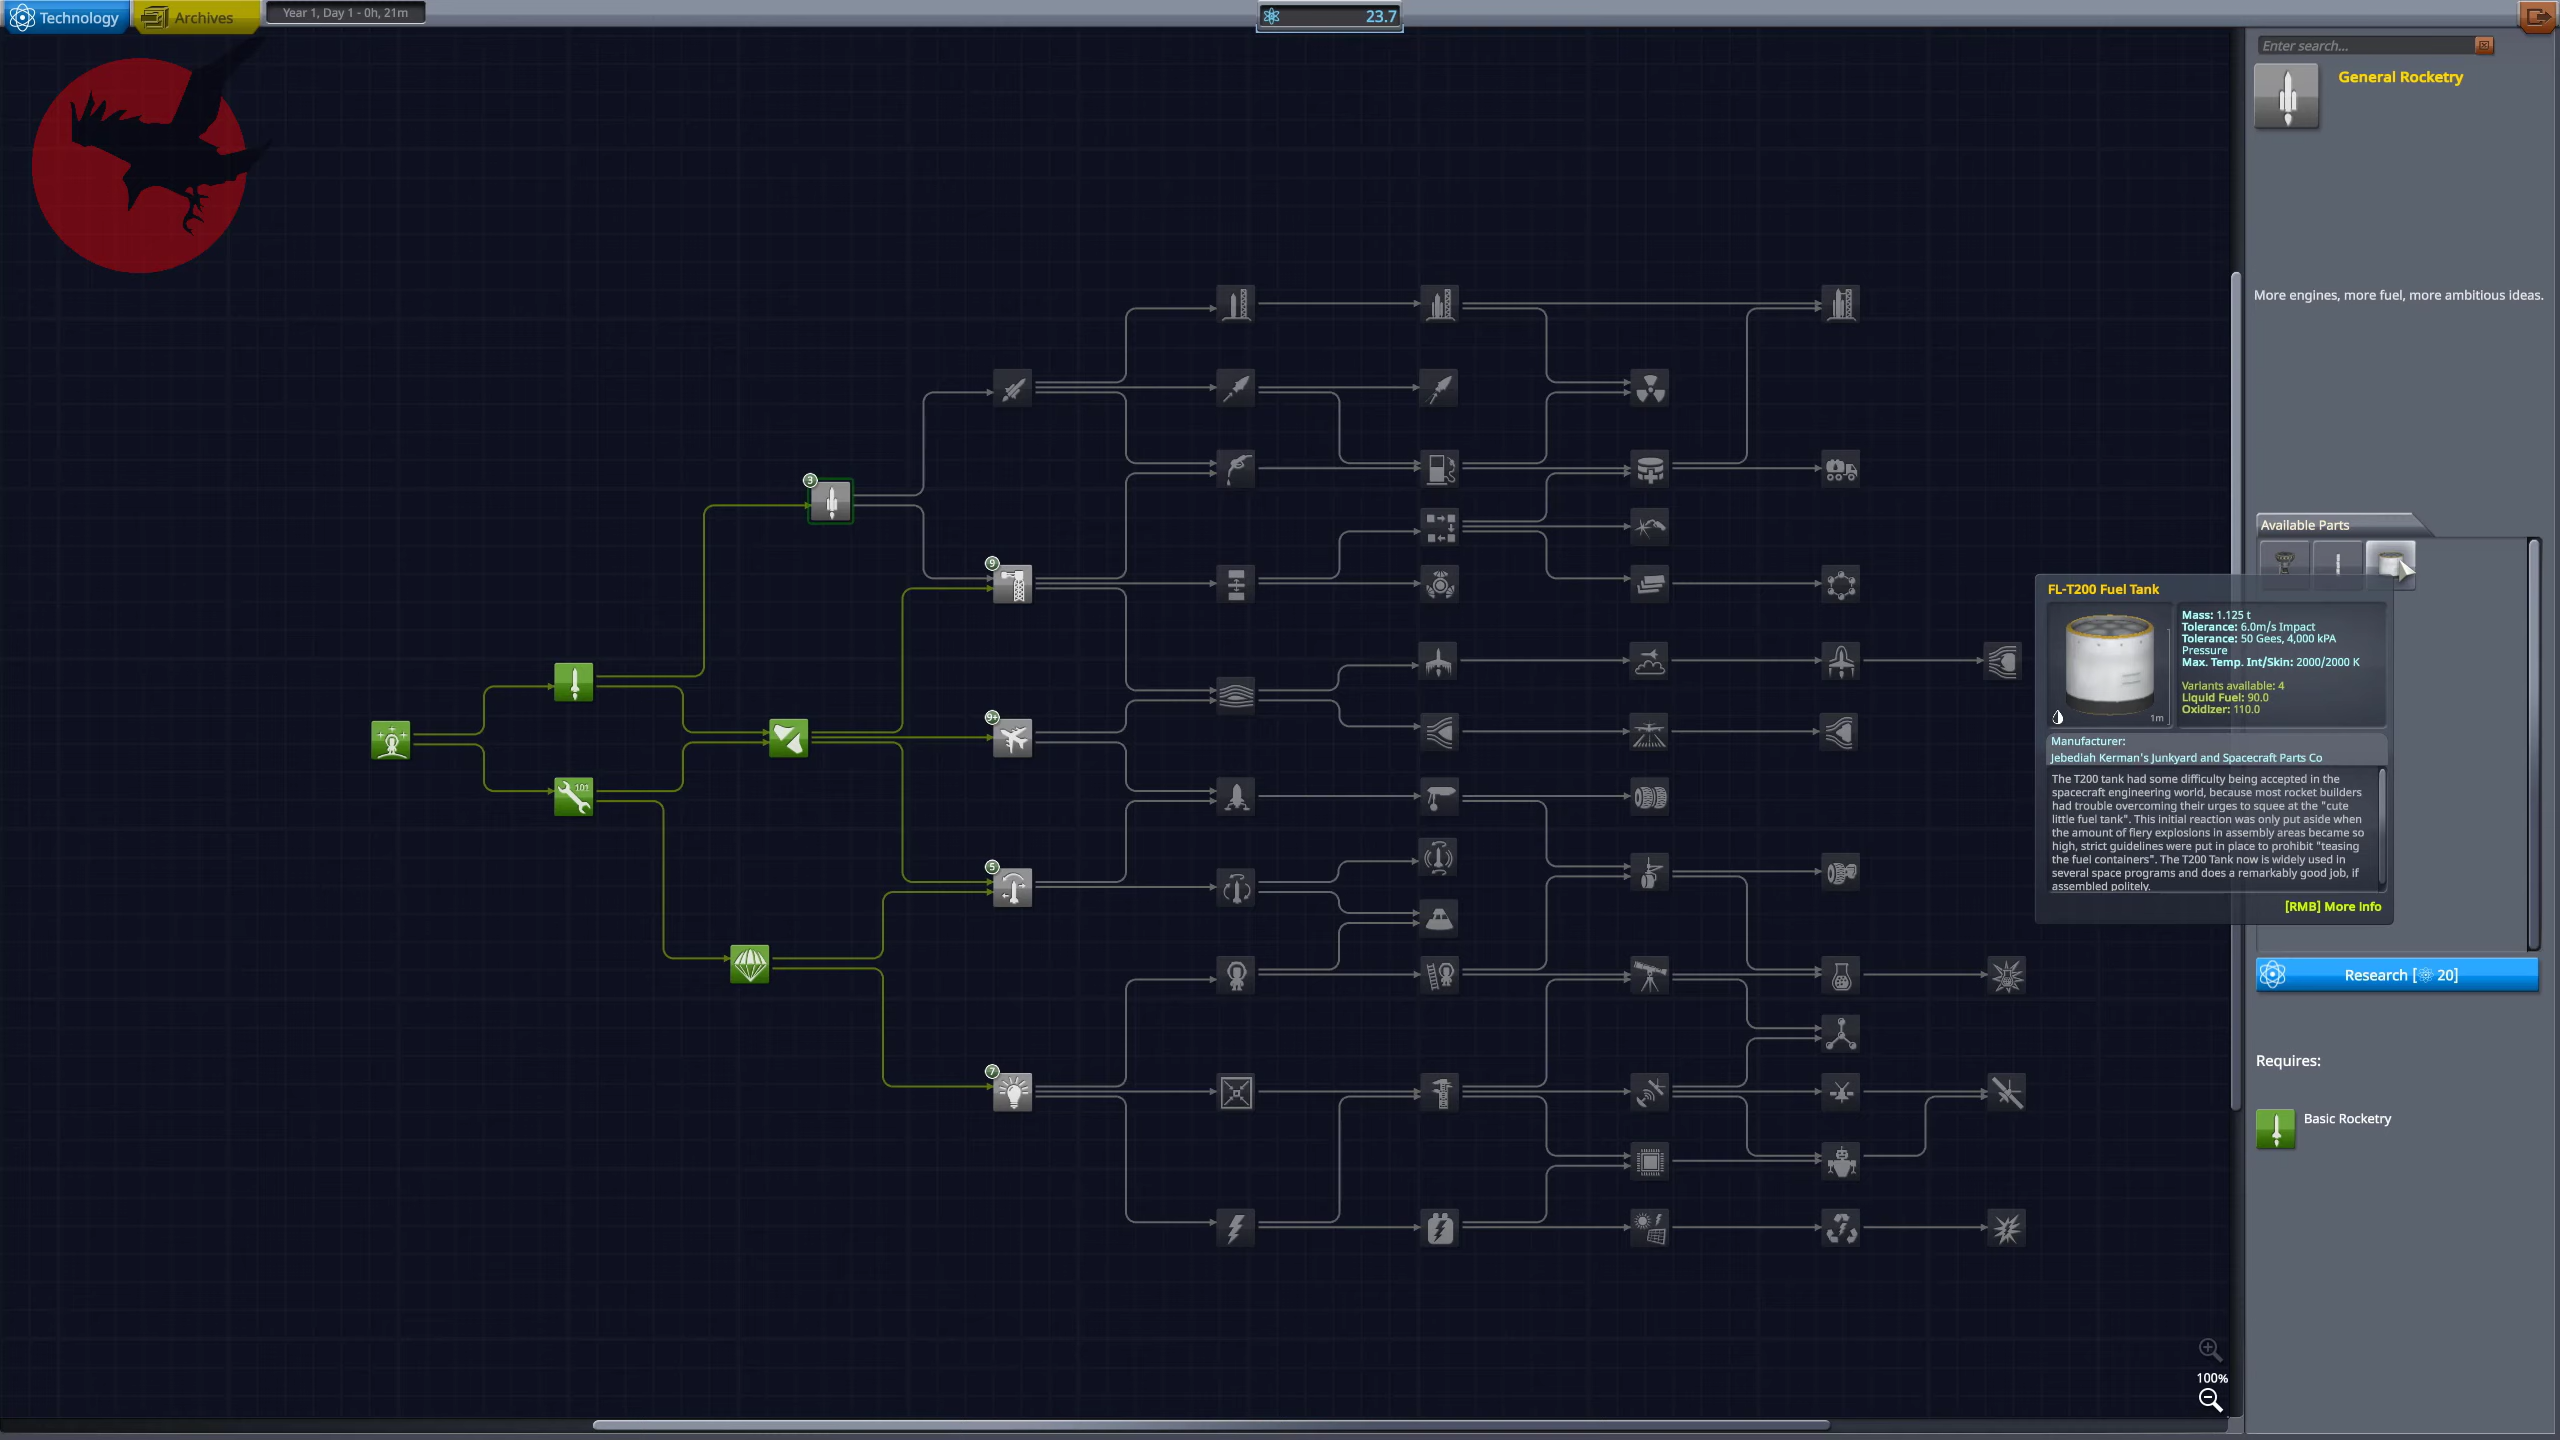 Technology
Archives
Year 1, Day 1 - 0h, 21m
23.7
Enter search...
General Rocketry
More engines, more fuel, more ambitious ideas.
3
9
9+
5
7
101
Available Parts
FL-T200 Fuel Tank
Mass: 1.125 t
Tolerance: 6.0m/s Impact
Tolerance: 50 Gees, 4,000 kPA
Pressure
Max. Temp. Int/Skin: 2000/2000 K
Variants available: 4
Liquid Fuel: 90.0
Oxidizer: 110.0
1m
Manufacturer:
Jebediah Kerman's Junkyard and Spacecraft Parts Co
The T200 tank had some difficulty being accepted in the
spacecraft engineering world, because most rocket builders
had trouble overcoming their urges to squee at the "cute
little fuel tank". This initial reaction was only put aside when
the amount of fiery explosions in assembly areas became so
high, strict guidelines were put in place to prohibit "teasing
the fuel containers". The T200 Tank now is widely used in
several space programs and does a remarkably good job, if
assembled politely.
[RMB] More Info
Research [20]
Requires:
Basic Rocketry
100%